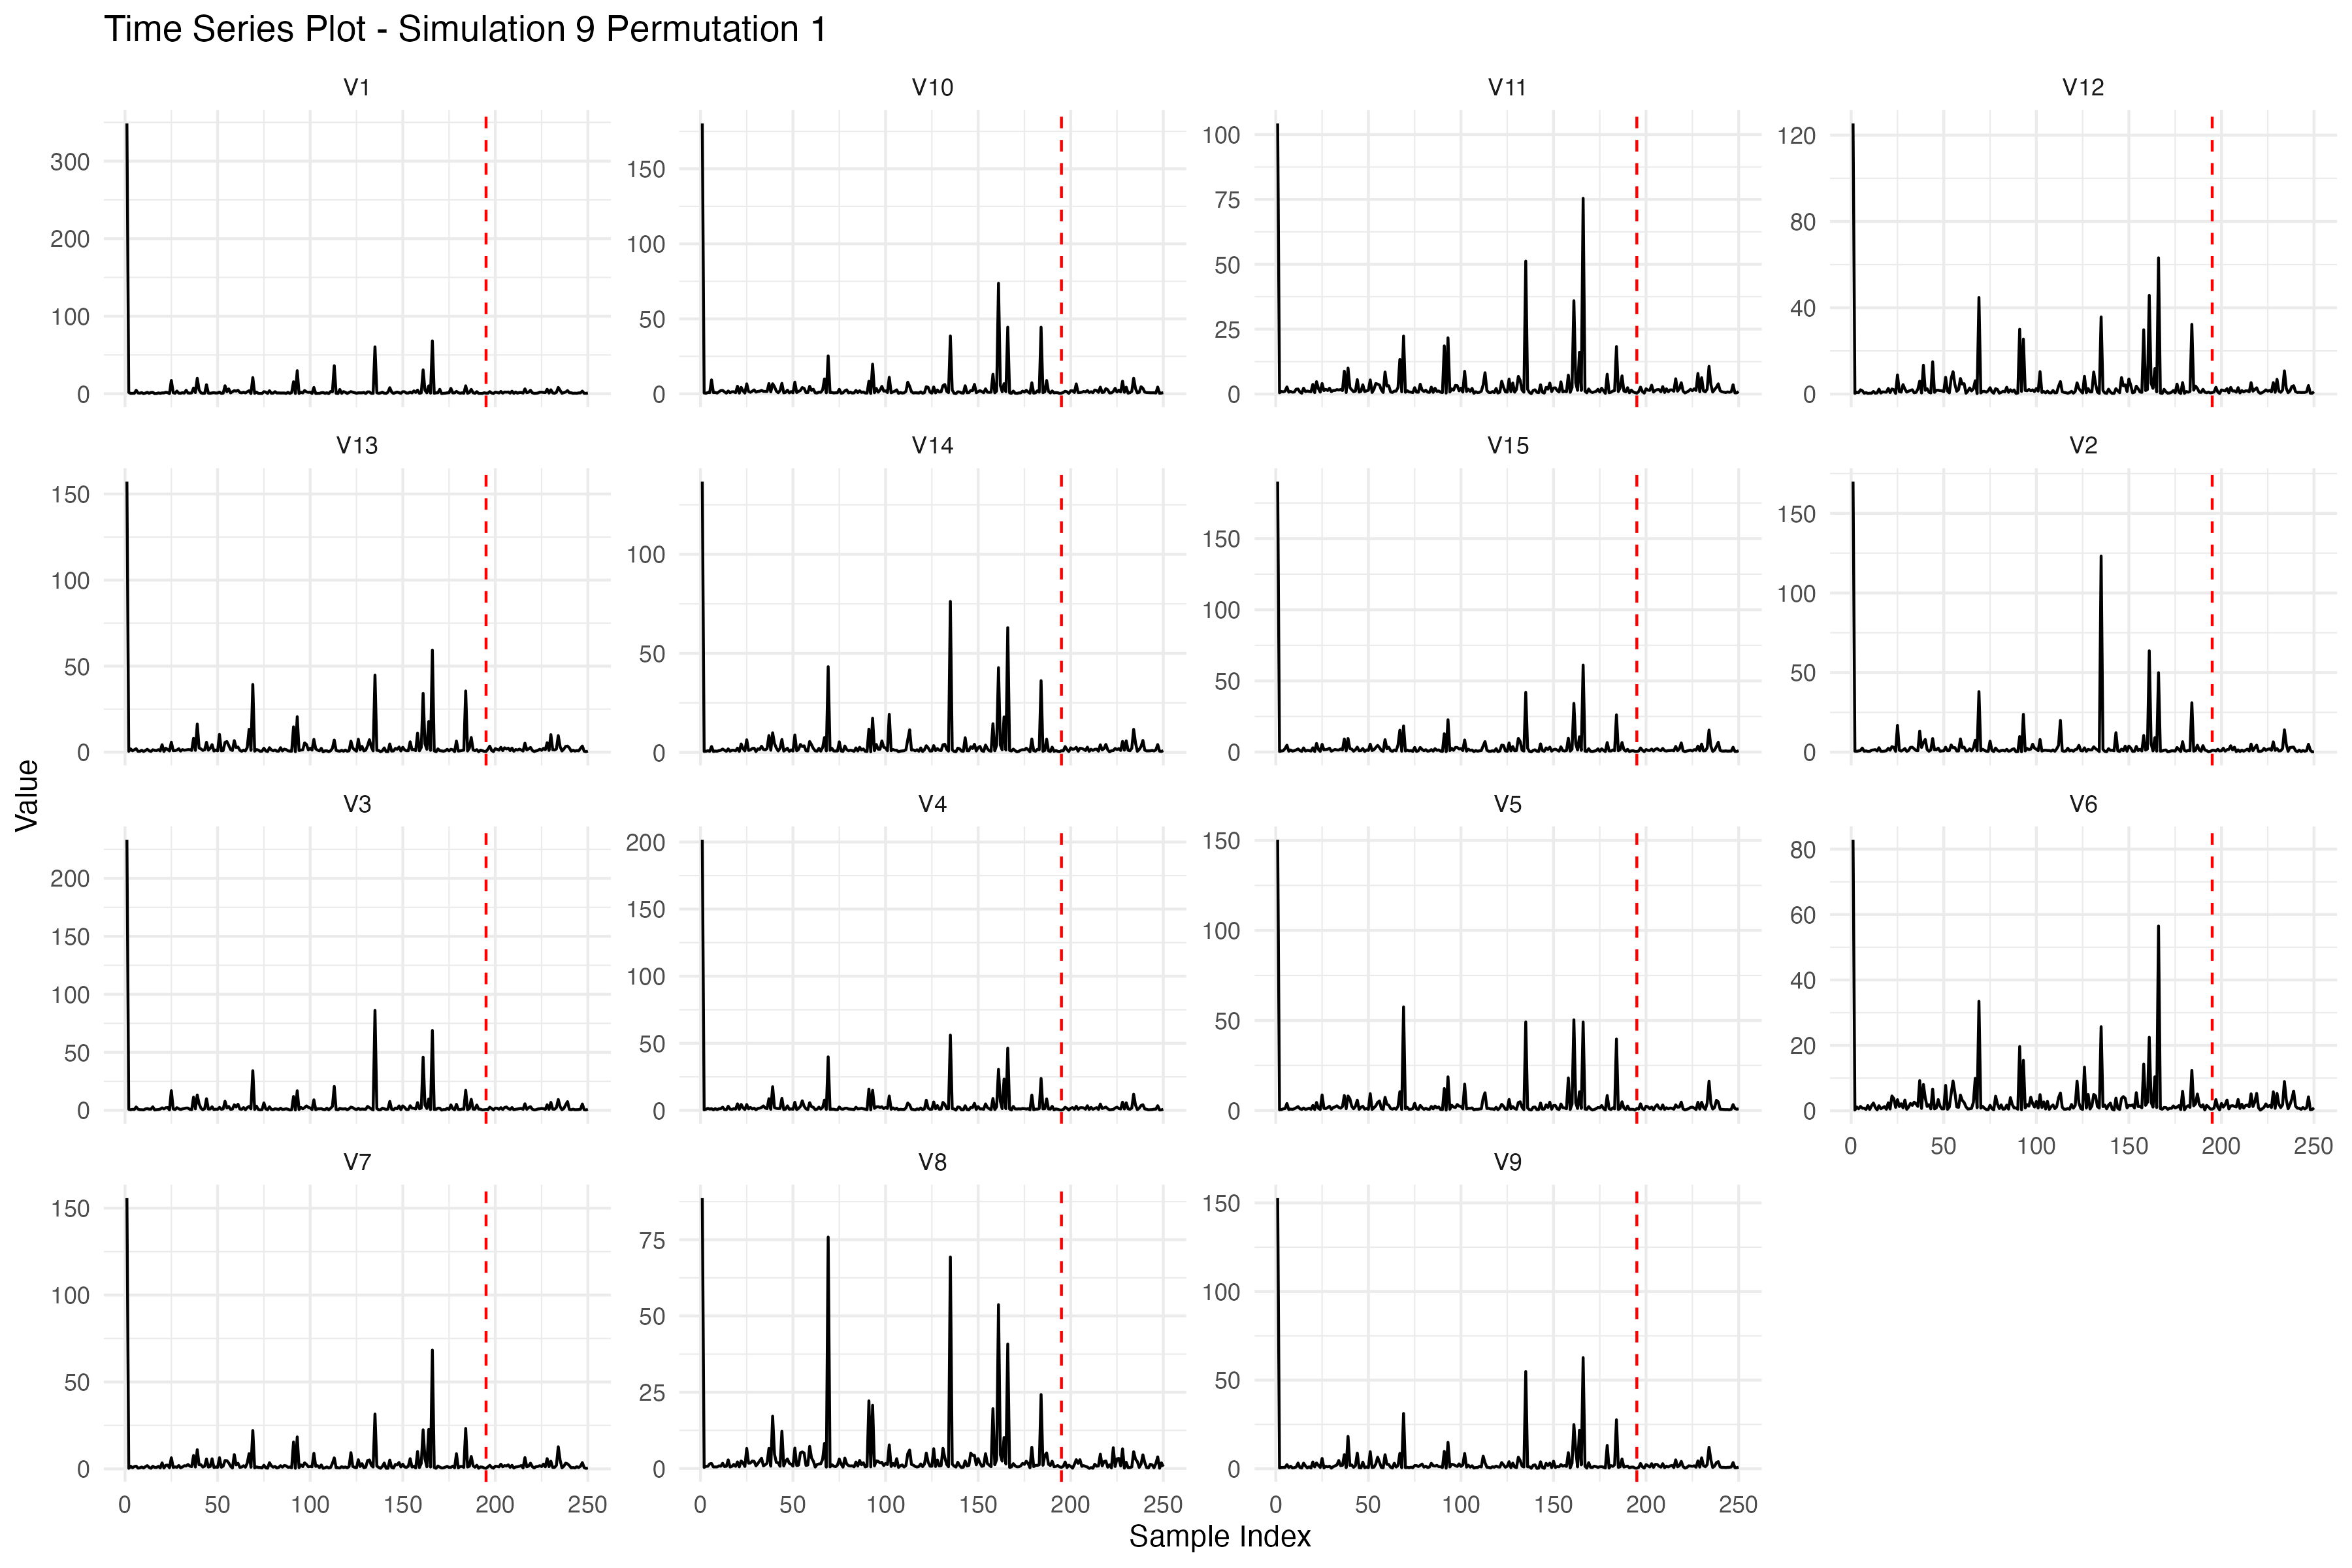 Time Series Plot - Simulation 9 Permutation 1
V1 V10 V11 V12
300 200 100 0
150 100 50 0
100 75 50 25 0
120 80 40 0
V13 V14 V15 V2
150 100 50 0
100 50 0
150 100 50 0
150 100 50 0
Value
V3 V4 V5 V6
200 150 100 50 0
200 150 100 50 0
150 100 50 0
80 60 40 20 0
0 50 100 150 200 250
V7 V8 V9
150 100 50 0
75 50 25 0
150 100 50 0
0 50 100 150 200 250
0 50 100 150 200 250
0 50 100 150 200 250
Sample Index